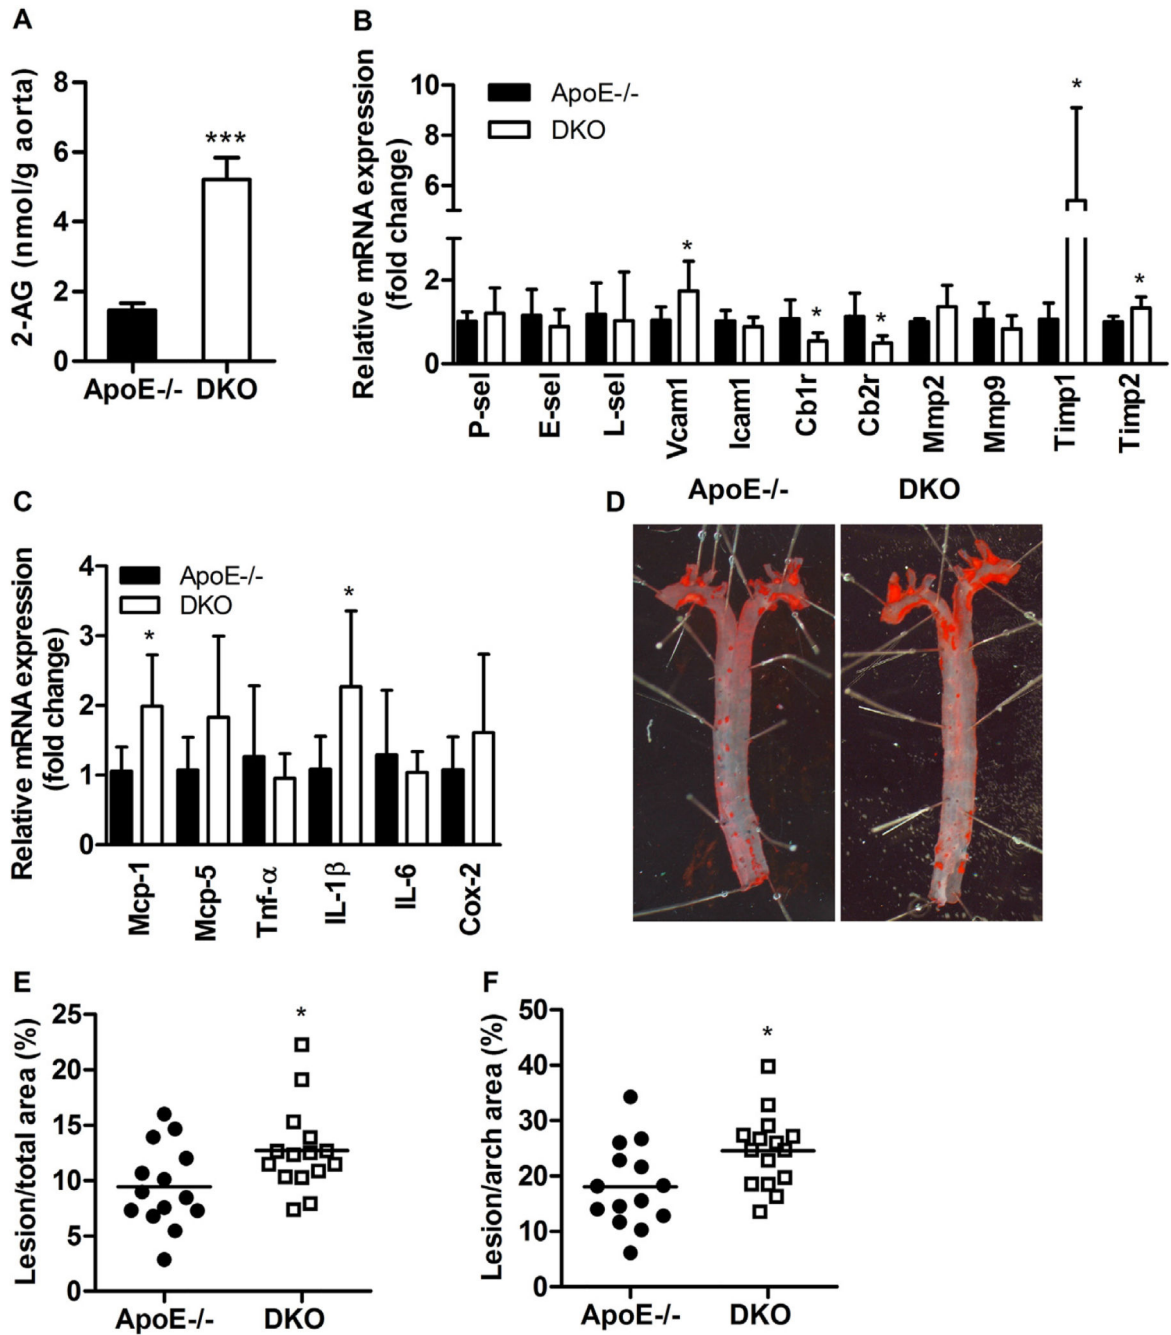 A
2-AG (nmol/g aorta)
8
6
4
2
0
***
ApoE-/-
DKO
B
Relative mRNA expression
(fold change)
10
8
6
2
0
ApoE-/-
DKO
*
*
*
*
*
P-sel
E-sel
L-sel
Vcam1
Icam1
Cb1r
Cb2r
Mmp2
Mmp9
Timp1
Timp2
C
Relative mRNA expression
(fold change)
4
3
2
1
0
ApoE-/-
DKO
*
*
Mcp-1
Mcp-5
Tnf-α
IL-1β
IL-6
Cox-2
D
ApoE-/-
DKO
E
Lesion/total area (%)
25
20
15
10
5
0
*
ApoE-/-
DKO
F
Lesion/arch area (%)
50
40
30
20
10
0
*
ApoE-/-
DKO